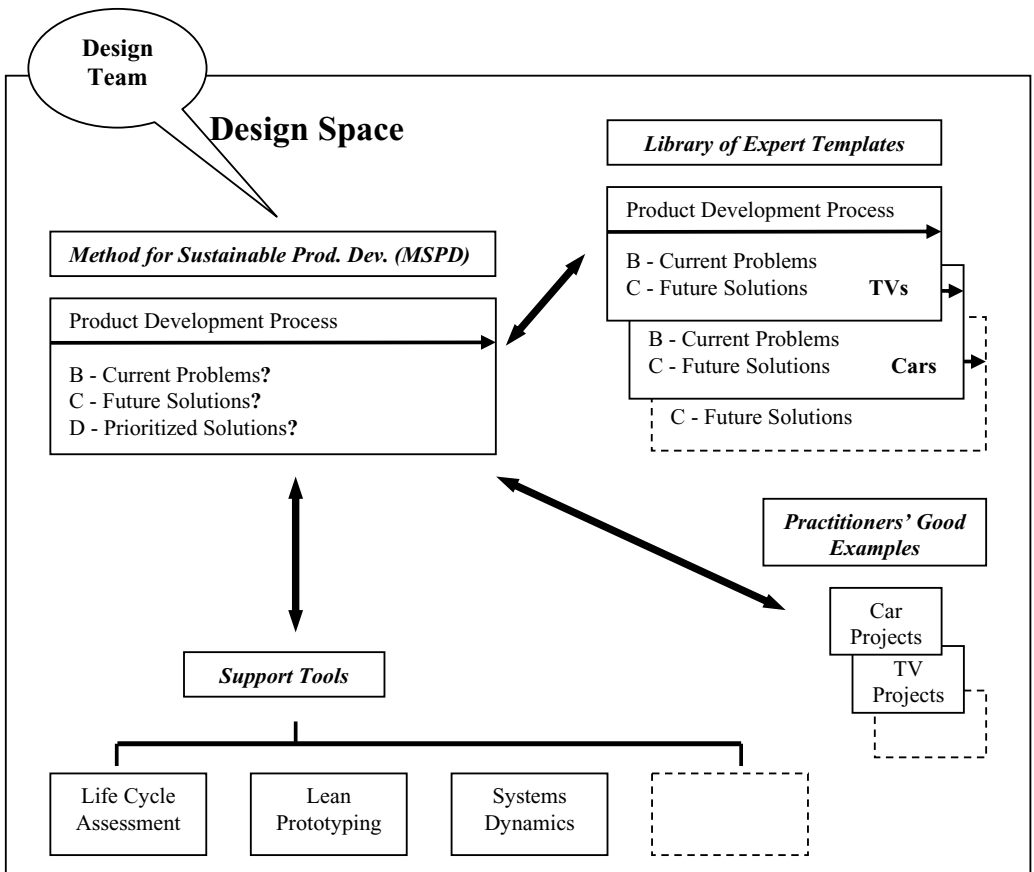 Design
Team
Design Space
Library of Expert Templates
Product Development Process
B - Current Problems
C - Future Solutions TVs
B - Current Problems
C - Future Solutions Cars
C - Future Solutions
Method for Sustainable Prod. Dev. (MSPD)
Product Development Process
B - Current Problems?
C - Future Solutions?
D - Prioritized Solutions?
Practitioners’ Good
Examples
Car
Projects
TV
Projects
Support Tools
Life Cycle
Assessment
Lean
Prototyping
Systems
Dynamics